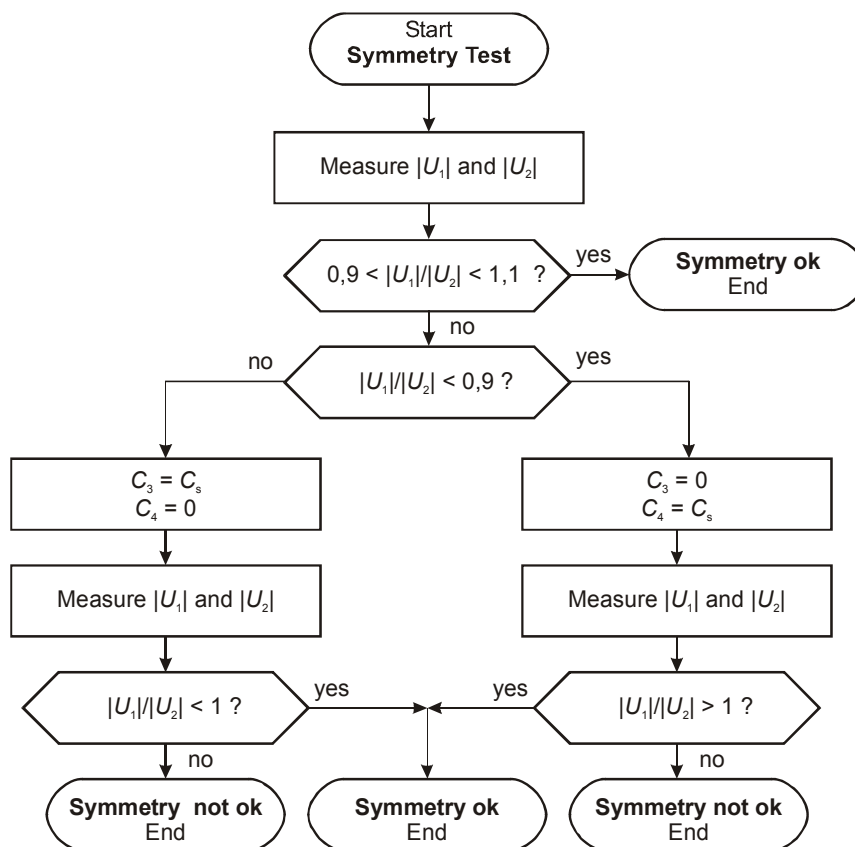 Start
Symmetry Test
Measure |U₁| and |U₂|
0,9 < |U₁|/|U₂| < 1,1 ?
yes
Symmetry ok
End
no
|U₁|/|U₂| < 0,9 ?
no
yes
C₃ = Cₛ
C₄ = 0
C₃ = 0
C₄ = Cₛ
Measure |U₁| and |U₂|
Measure |U₁| and |U₂|
|U₁|/|U₂| < 1 ?
yes
yes
|U₁|/|U₂| > 1 ?
no
no
Symmetry not ok
End
Symmetry ok
End
Symmetry not ok
End